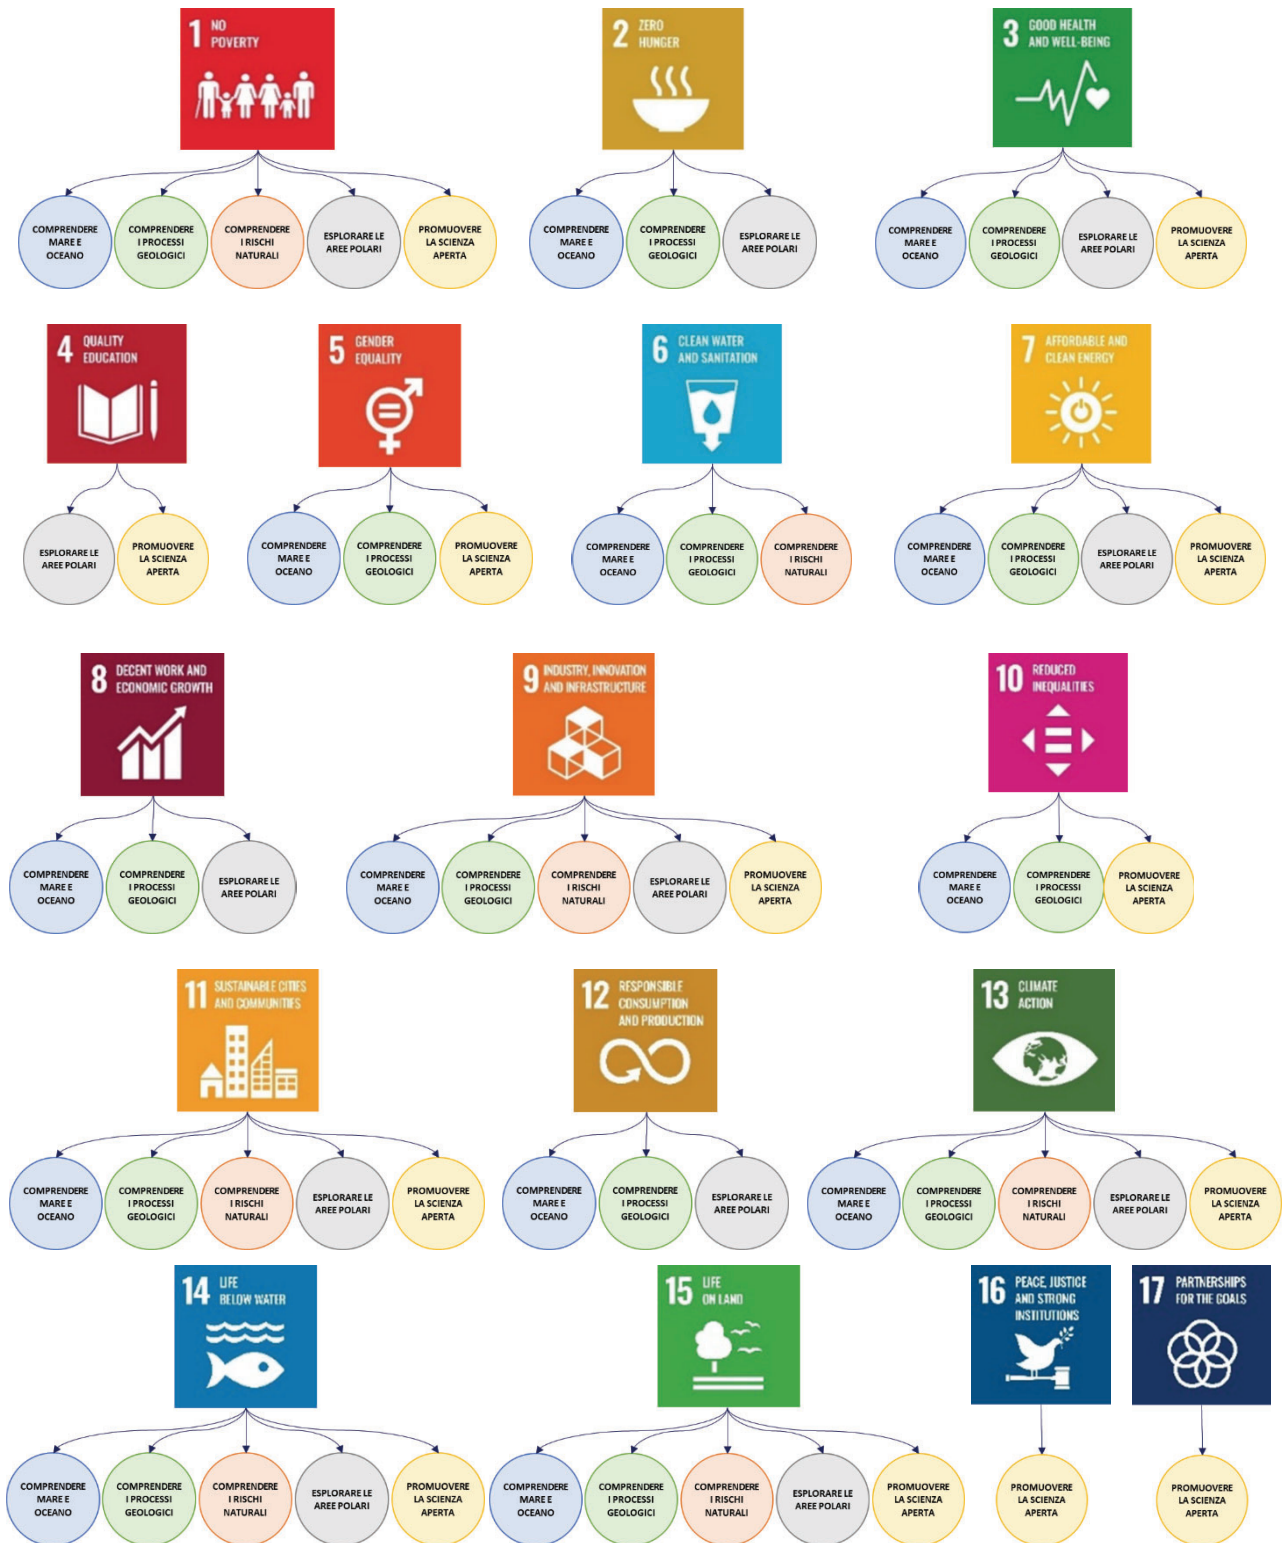 1 NO
POVERTY
2 ZERO
HUNGER
3 GOOD HEALTH
AND WELL-BEING
COMPRENDERE
MARE E
OCEANO
COMPRENDERE
I PROCESSI
GEOLOGICI
COMPRENDERE
I RISCHI
NATURALI
ESPLORARE LE
AREE POLARI
PROMUOVERE
LA SCIENZA
APERTA
COMPRENDERE
MARE E
OCEANO
COMPRENDERE
I PROCESSI
GEOLOGICI
ESPLORARE LE
AREE POLARI
COMPRENDERE
MARE E
OCEANO
COMPRENDERE
I PROCESSI
GEOLOGICI
ESPLORARE LE
AREE POLARI
PROMUOVERE
LA SCIENZA
APERTA
4 QUALITY
EDUCATION
5 GENDER
EQUALITY
6 CLEAN WATER
AND SANITATION
7 AFFORDABLE AND
CLEAN ENERGY
ESPLORARE LE
AREE POLARI
PROMUOVERE
LA SCIENZA
APERTA
COMPRENDERE
MARE E
OCEANO
COMPRENDERE
I PROCESSI
GEOLOGICI
PROMUOVERE
LA SCIENZA
APERTA
COMPRENDERE
MARE E
OCEANO
COMPRENDERE
I PROCESSI
GEOLOGICI
COMPRENDERE
I RISCHI
NATURALI
COMPRENDERE
MARE E
OCEANO
COMPRENDERE
I PROCESSI
GEOLOGICI
ESPLORARE LE
AREE POLARI
PROMUOVERE
LA SCIENZA
APERTA
8 DECENT WORK AND
ECONOMIC GROWTH
9 INDUSTRY, INNOVATION
AND INFRASTRUCTURE
10 REDUCED
INEQUALITIES
COMPRENDERE
MARE E
OCEANO
COMPRENDERE
I PROCESSI
GEOLOGICI
ESPLORARE LE
AREE POLARI
COMPRENDERE
MARE E
OCEANO
COMPRENDERE
I PROCESSI
GEOLOGICI
COMPRENDERE
I RISCHI
NATURALI
ESPLORARE LE
AREE POLARI
PROMUOVERE
LA SCIENZA
APERTA
COMPRENDERE
MARE E
OCEANO
COMPRENDERE
I PROCESSI
GEOLOGICI
PROMUOVERE
LA SCIENZA
APERTA
11 SUSTAINABLE CITIES
AND COMMUNITIES
12 RESPONSIBLE
CONSUMPTION
AND PRODUCTION
13 CLIMATE
ACTION
COMPRENDERE
MARE E
OCEANO
COMPRENDERE
I PROCESSI
GEOLOGICI
COMPRENDERE
I RISCHI
NATURALI
ESPLORARE LE
AREE POLARI
PROMUOVERE
LA SCIENZA
APERTA
COMPRENDERE
MARE E
OCEANO
COMPRENDERE
I PROCESSI
GEOLOGICI
ESPLORARE LE
AREE POLARI
COMPRENDERE
MARE E
OCEANO
COMPRENDERE
I PROCESSI
GEOLOGICI
COMPRENDERE
I RISCHI
NATURALI
ESPLORARE LE
AREE POLARI
PROMUOVERE
LA SCIENZA
APERTA
14 LIFE
BELOW WATER
15 LIFE
ON LAND
16 PEACE, JUSTICE
AND STRONG
INSTITUTIONS
17 PARTNERSHIPS
FOR THE GOALS
COMPRENDERE
MARE E
OCEANO
COMPRENDERE
I PROCESSI
GEOLOGICI
COMPRENDERE
I RISCHI
NATURALI
ESPLORARE LE
AREE POLARI
PROMUOVERE
LA SCIENZA
APERTA
COMPRENDERE
MARE E
OCEANO
COMPRENDERE
I PROCESSI
GEOLOGICI
COMPRENDERE
I RISCHI
NATURALI
ESPLORARE LE
AREE POLARI
PROMUOVERE
LA SCIENZA
APERTA
PROMUOVERE
LA SCIENZA
APERTA
PROMUOVERE
LA SCIENZA
APERTA